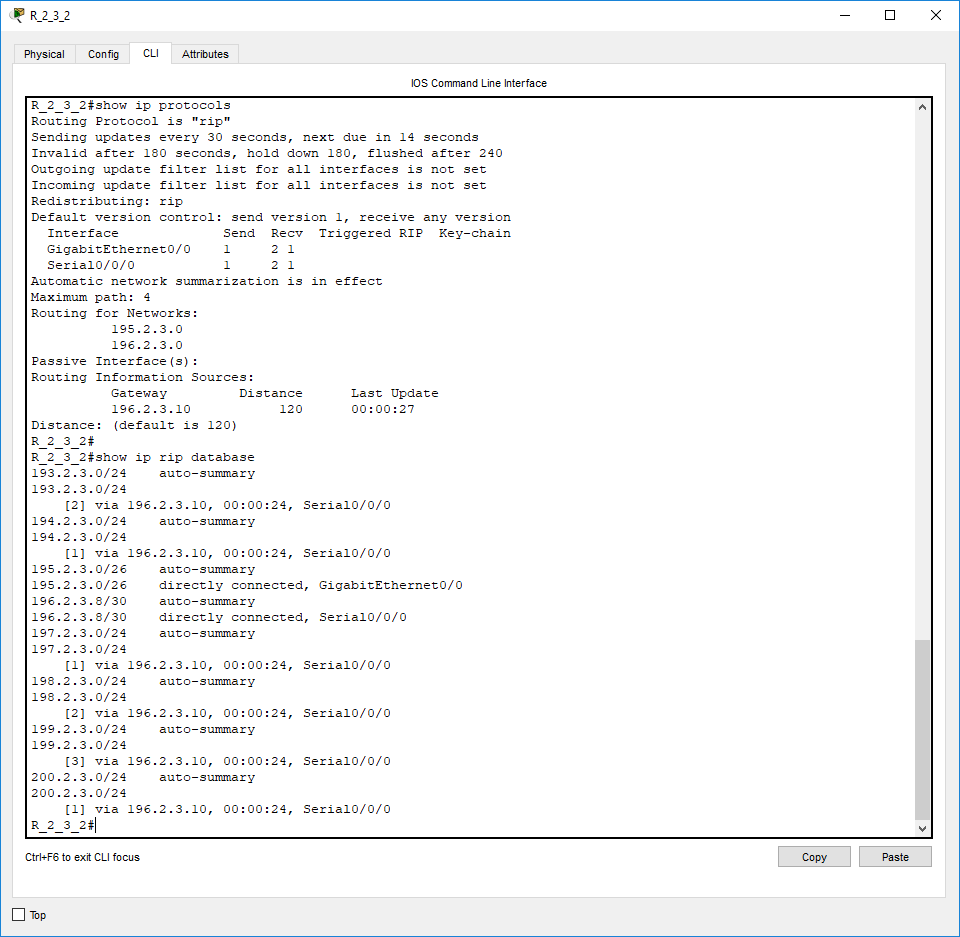 R_2_3_2
Physical Config CLI Attributes
IOS Command Line Interface
R_2_3_2#show ip protocols
Routing Protocol is "rip"
Sending updates every 30 seconds, next due in 14 seconds
Invalid after 180 seconds, hold down 180, flushed after 240
Outgoing update filter list for all interfaces is not set
Incoming update filter list for all interfaces is not set
Redistributing: rip
Default version control: send version 1, receive any version
  Interface             Send  Recv  Triggered RIP  Key-chain
  GigabitEthernet0/0    1     2 1
  Serial0/0/0           1     2 1
Automatic network summarization is in effect
Maximum path: 4
Routing for Networks:
          195.2.3.0
          196.2.3.0
Passive Interface(s):
Routing Information Sources:
          Gateway         Distance      Last Update
          196.2.3.10           120      00:00:27
Distance: (default is 120)
R_2_3_2#
R_2_3_2#show ip rip database
193.2.3.0/24    auto-summary
193.2.3.0/24
    [2] via 196.2.3.10, 00:00:24, Serial0/0/0
194.2.3.0/24    auto-summary
194.2.3.0/24
    [1] via 196.2.3.10, 00:00:24, Serial0/0/0
195.2.3.0/26    auto-summary
195.2.3.0/26    directly connected, GigabitEthernet0/0
196.2.3.8/30    auto-summary
196.2.3.8/30    directly connected, Serial0/0/0
197.2.3.0/24    auto-summary
197.2.3.0/24
    [1] via 196.2.3.10, 00:00:24, Serial0/0/0
198.2.3.0/24    auto-summary
198.2.3.0/24
    [2] via 196.2.3.10, 00:00:24, Serial0/0/0
199.2.3.0/24    auto-summary
199.2.3.0/24
    [3] via 196.2.3.10, 00:00:24, Serial0/0/0
200.2.3.0/24    auto-summary
200.2.3.0/24
    [1] via 196.2.3.10, 00:00:24, Serial0/0/0
R_2_3_2#
Ctrl+F6 to exit CLI focus
Copy Paste
Top